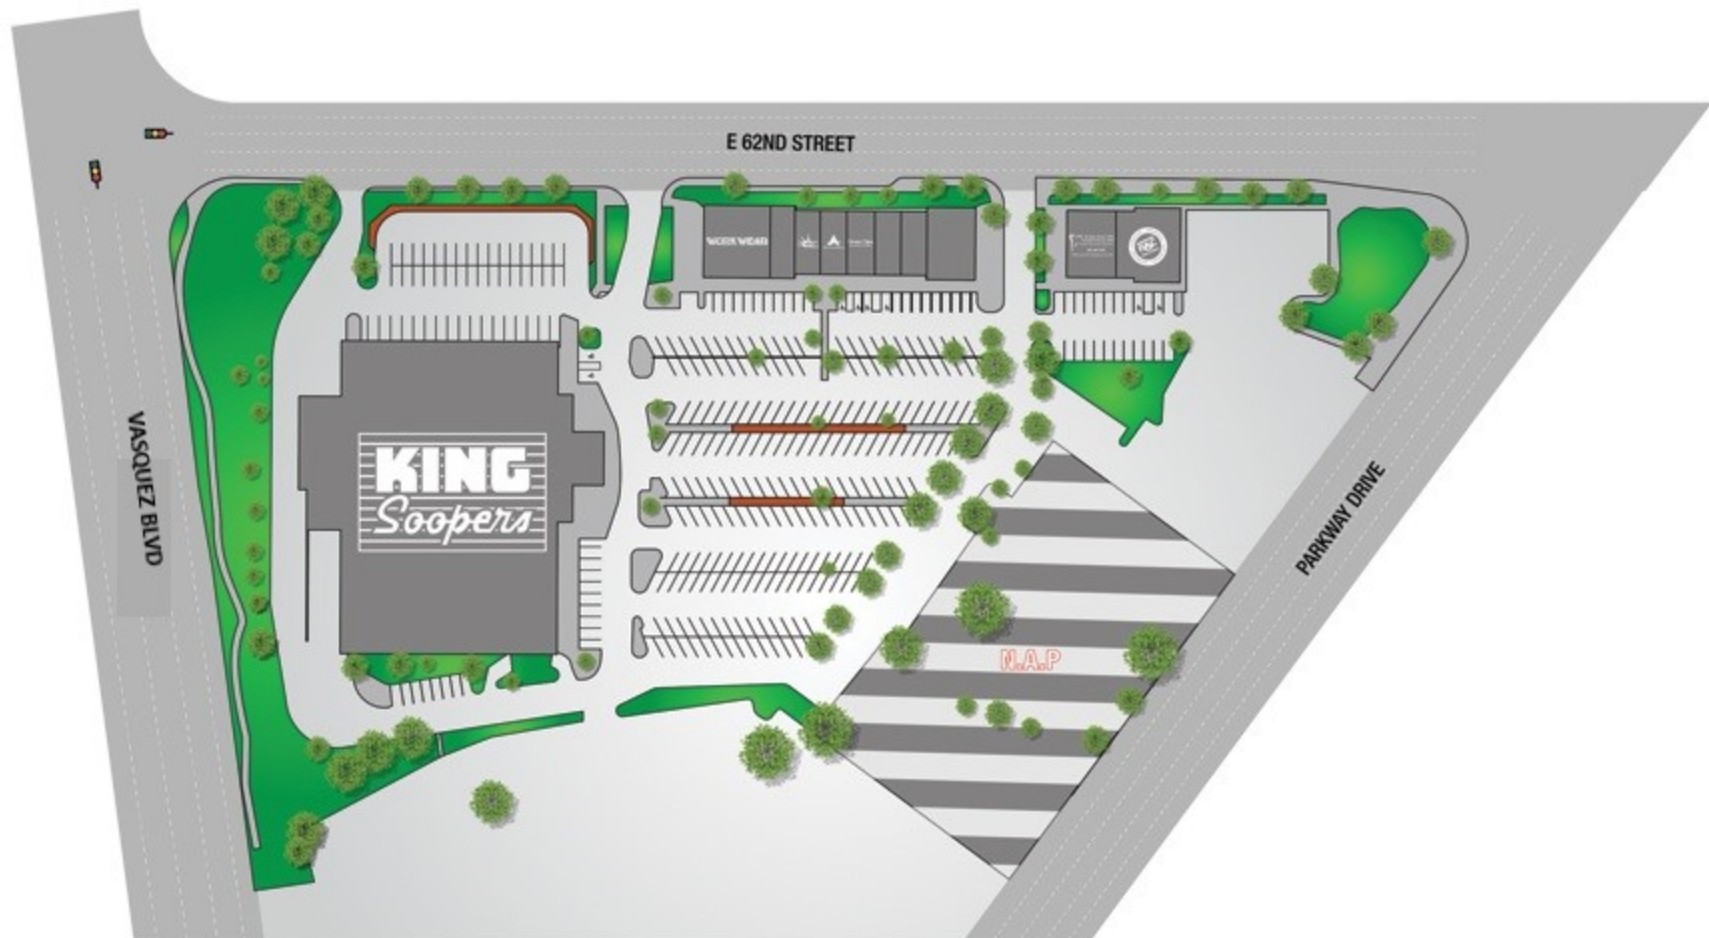 E 62ND STREET
WORK WEAR
KING
Soopers
VASQUEZ BLVD
PARKWAY DRIVE
N.A.P